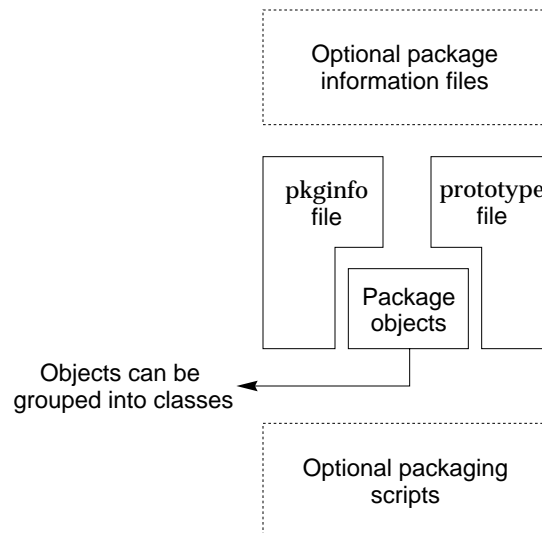 Optional package
information files
pkginfo
file
prototype
file
Package
objects
Objects can be
grouped into classes
Optional packaging
scripts